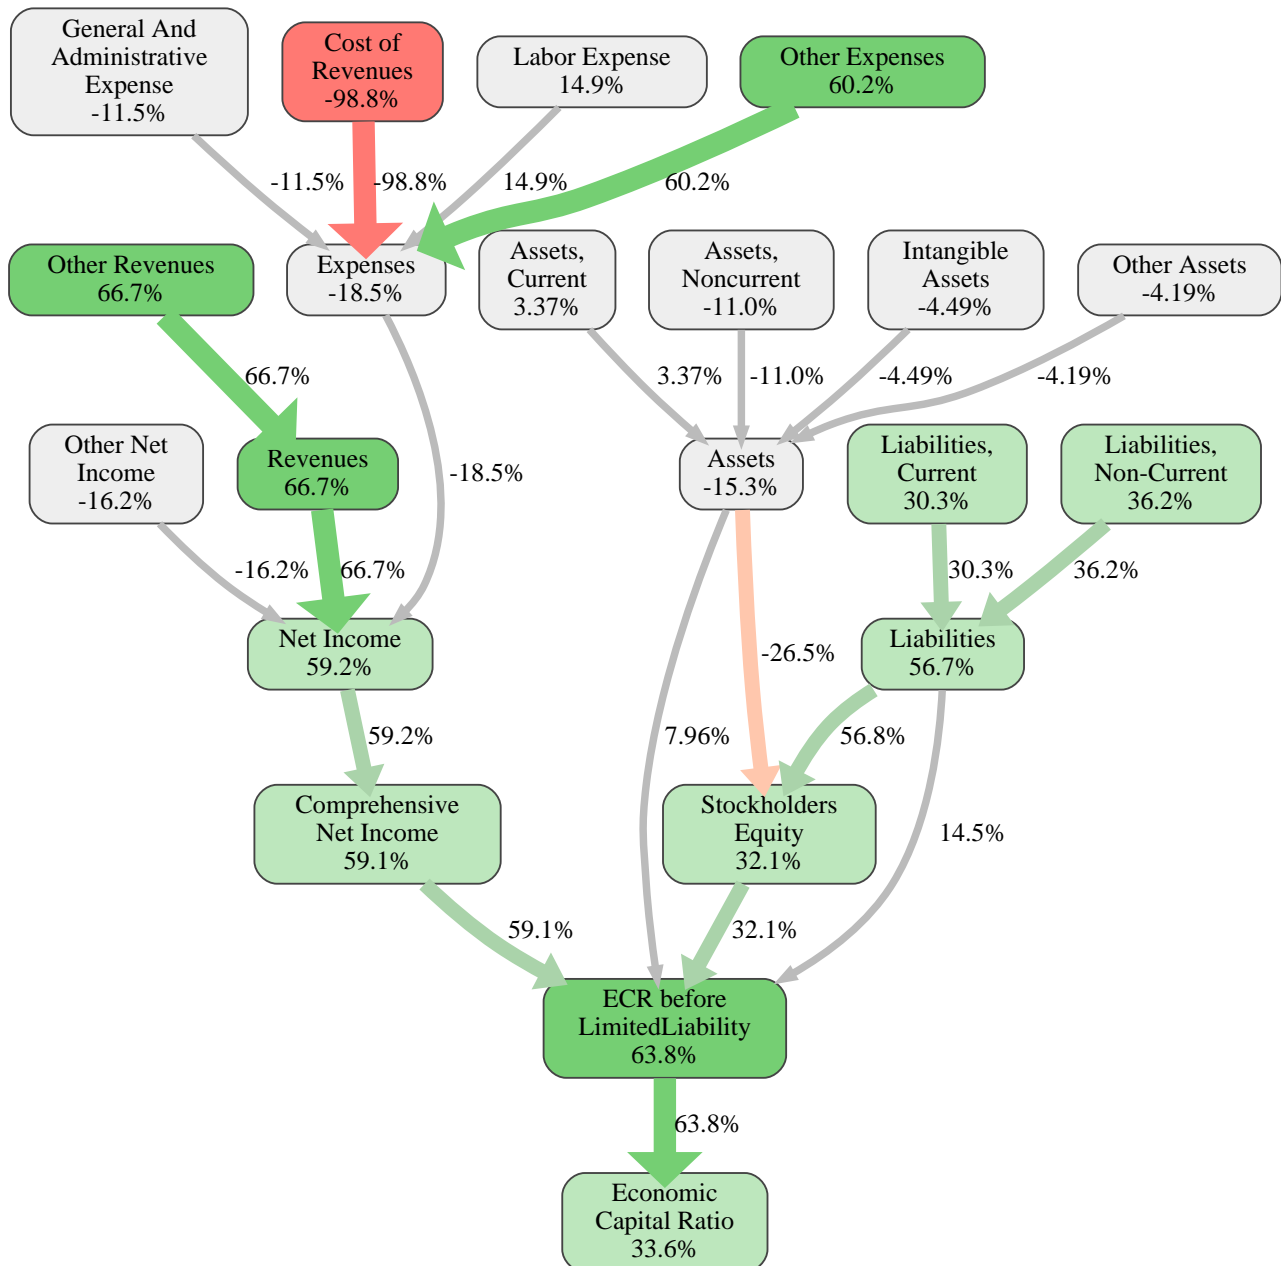 General And
Administrative
Expense
-11.5%
Cost of
Revenues
-98.8%
Labor Expense
14.9%
Other Expenses
60.2%
-11.5%
-98.8%
14.9%
60.2%
Other Revenues
66.7%
Expenses
-18.5%
Assets,
Current
3.37%
Assets,
Noncurrent
-11.0%
Intangible
Assets
-4.49%
Other Assets
-4.19%
66.7%
3.37%
-11.0%
-4.49%
-4.19%
Other Net
Income
-16.2%
Revenues
66.7%
-18.5%
Assets
-15.3%
Liabilities,
Current
30.3%
Liabilities,
Non-Current
36.2%
-16.2%
66.7%
30.3%
36.2%
Net Income
59.2%
-26.5%
Liabilities
56.7%
59.2%
7.96%
56.8%
Comprehensive
Net Income
59.1%
Stockholders
Equity
32.1%
14.5%
59.1%
32.1%
ECR before
LimitedLiability
63.8%
63.8%
Economic
Capital Ratio
33.6%